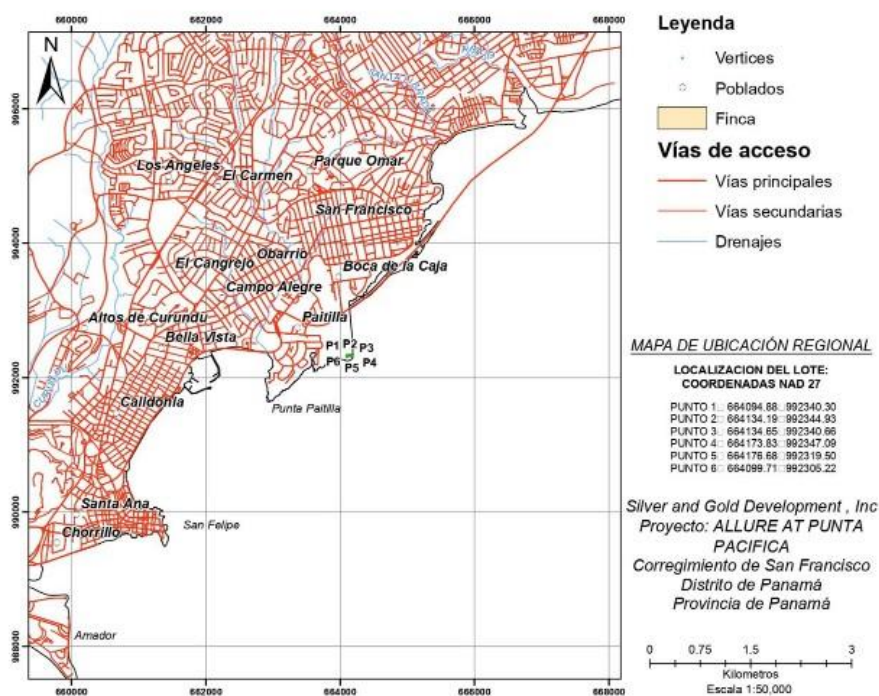 660000 662000 664000 666000 668000
N
996000
994000
992000
990000
988000
Los Angeles
El Carmen
Parque Omar
San Francisco
Obarrio
El Cangrejo
Boca de la Caja
Campo Alegre
Altos de Curundú
Paitilla
Bella Vista
P1 P2 P3
P6 P5 P4
Calidonia
Punta Paitilla
Santa Ana
San Felipe
Chorrillo
Amador
660000 662000 664000 666000 668000
Leyenda
Vertices
Poblados
Finca
Vías de acceso
Vías principales
Vías secundarias
Drenajes
MAPA DE UBICACIÓN REGIONAL
LOCALIZACION DEL LOTE:
COORDENADAS NAD 27
PUNTO 1 664094.88 992340.30
PUNTO 2 664134.19 992344.93
PUNTO 3 664134.65 992340.66
PUNTO 4 664173.83 992347.09
PUNTO 5 664176.68 992319.50
PUNTO 6 664099.71 992305.22
Silver and Gold Development , Inc
Proyecto: ALLURE AT PUNTA
PACIFICA
Corregimiento de San Francisco
Distrito de Panamá
Provincia de Panamá
0 0.75 1.5 3
Kilometros
Escala 1:50,000